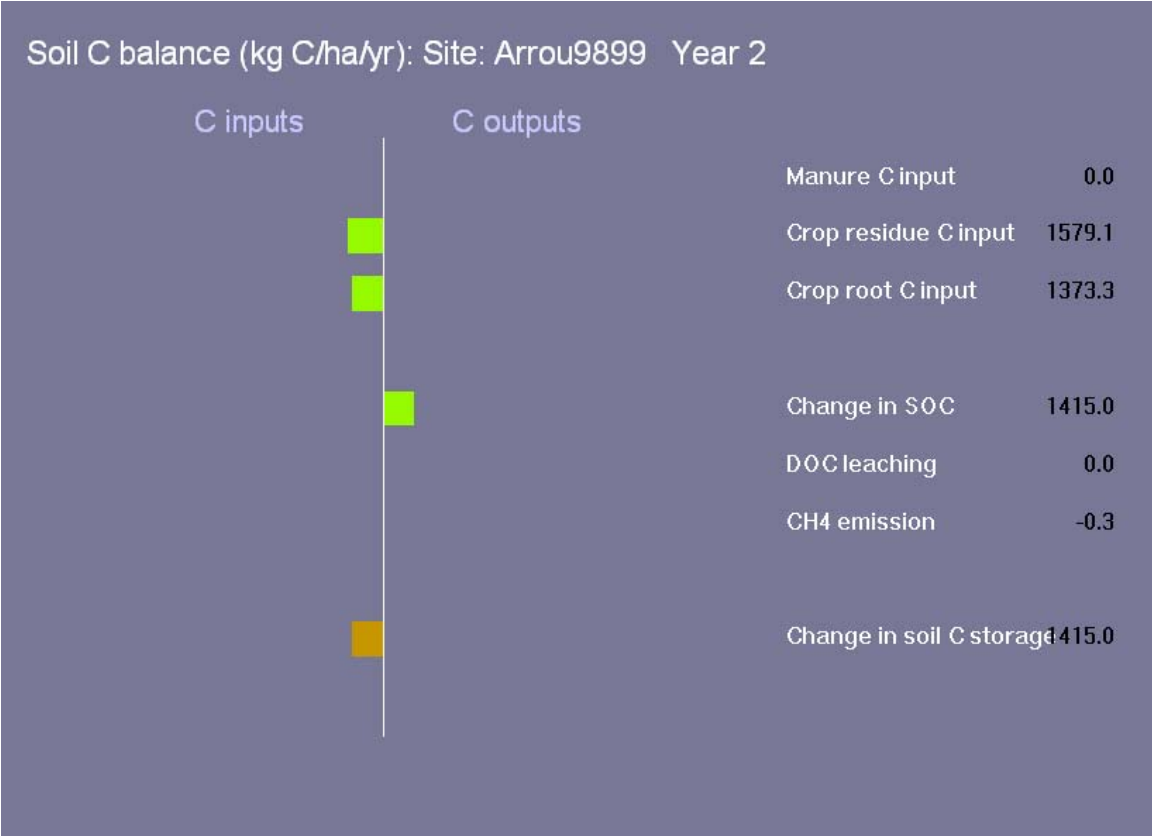 Soil C balance (kg C/ha/yr): Site: Arrou9899 Year 2
C inputs C outputs
Manure C input 0.0
Crop residue C input 1579.1
Crop root C input 1373.3
Change in SOC 1415.0
DOC leaching 0.0
CH4 emission -0.3
Change in soil C storage 1415.0